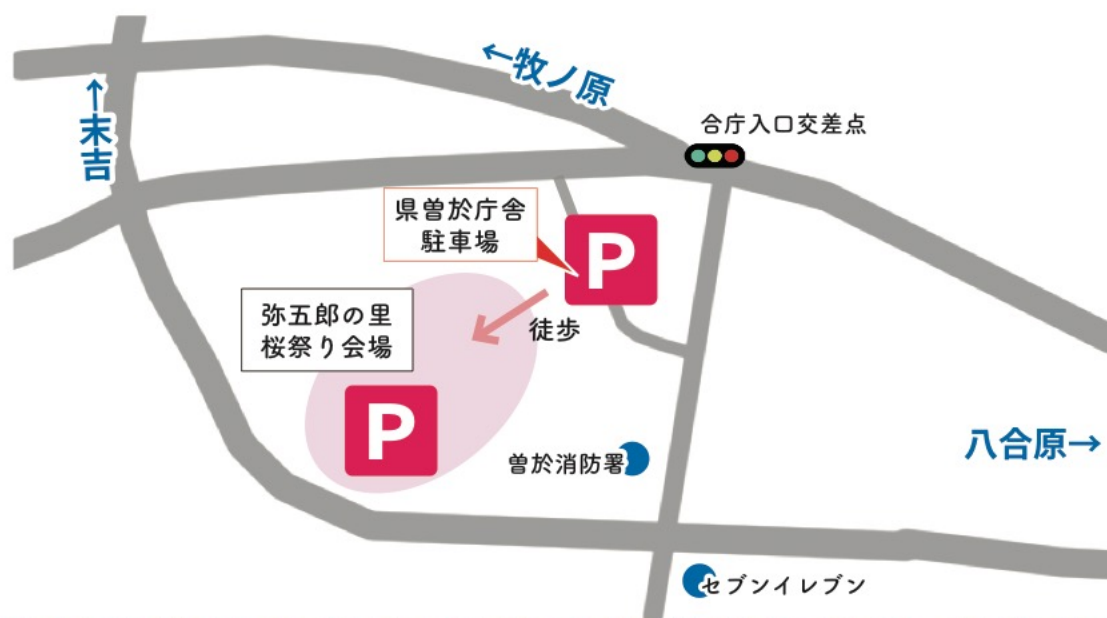 ←牧ノ原
←末吉
合庁入口交差点
県曽於庁舎
駐車場
P
徒歩
弥五郎の里
桜祭り会場
P
曽於消防署
八合原→
セブンイレブン